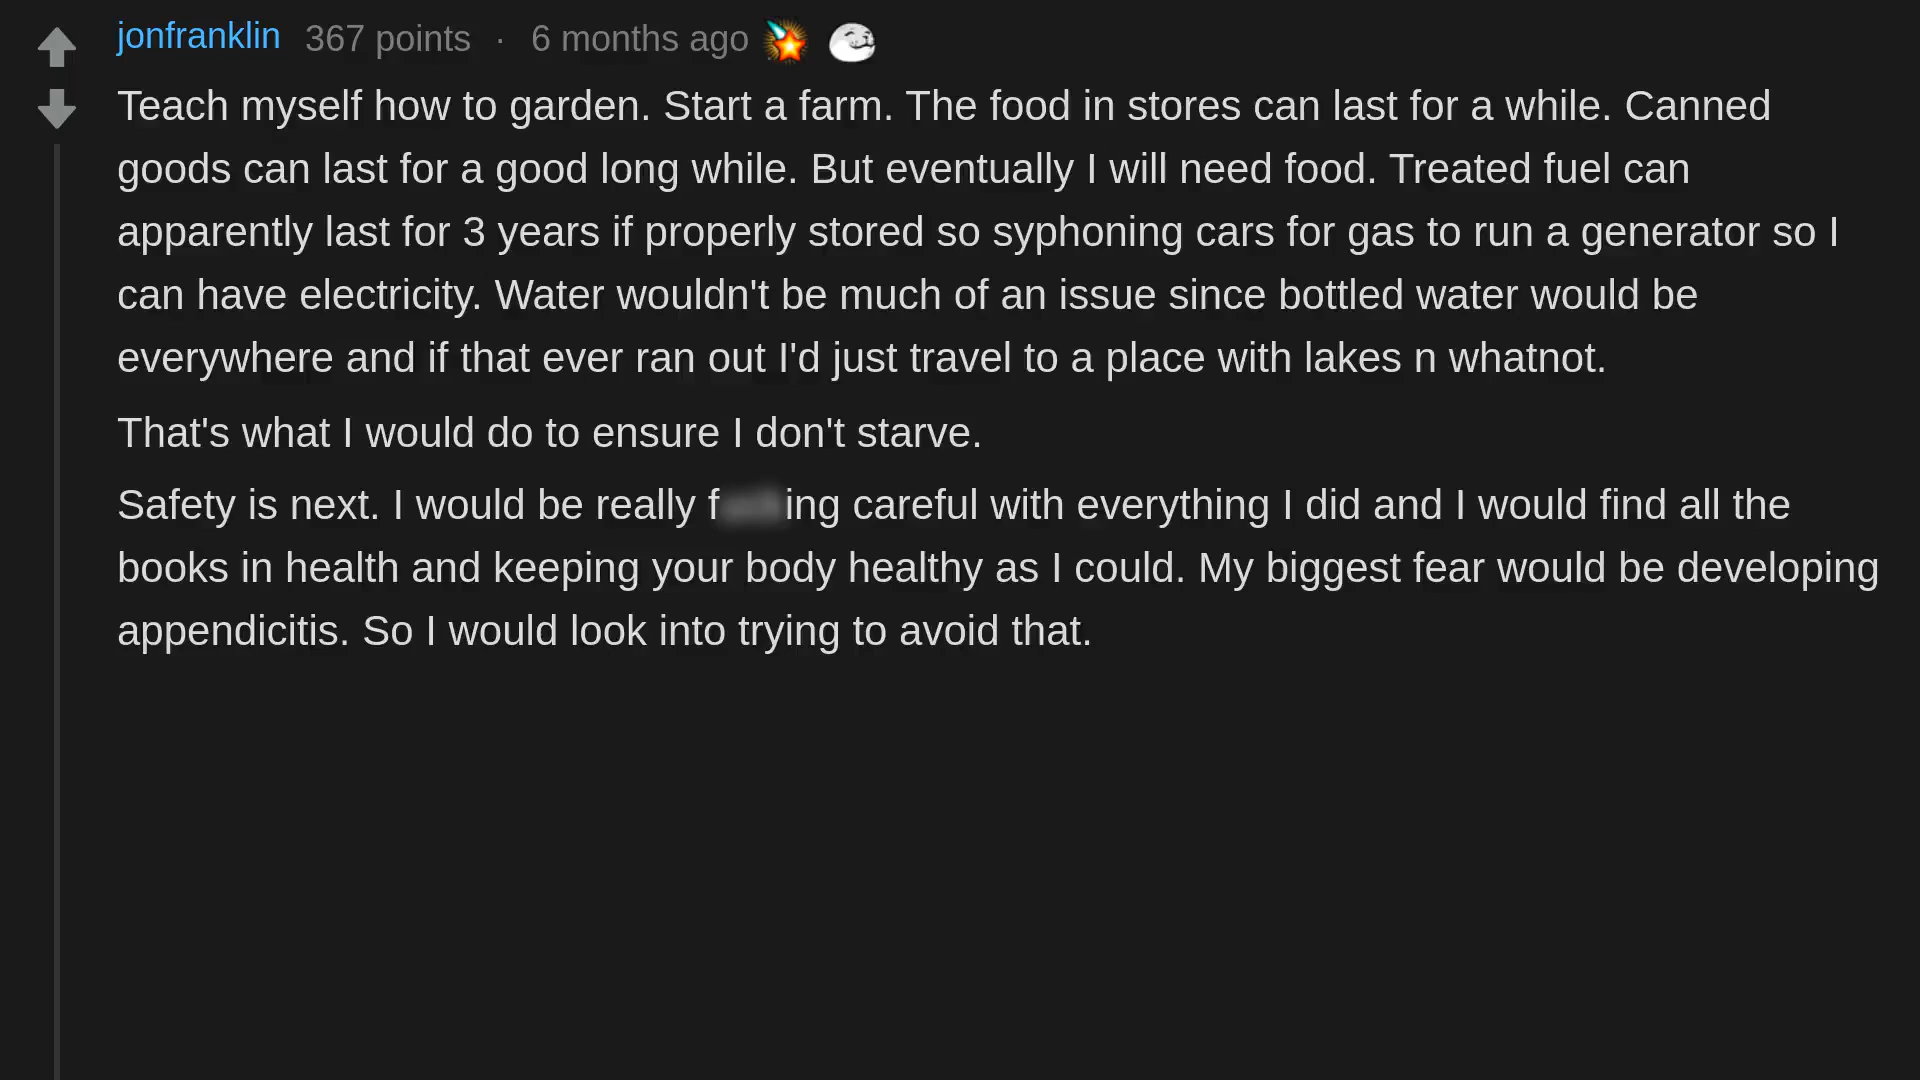 jonfranklin 367 points · 6 months ago
Teach myself how to garden. Start a farm. The food in stores can last for a while. Canned
goods can last for a good long while. But eventually I will need food. Treated fuel can
apparently last for 3 years if properly stored so syphoning cars for gas to run a generator so I
can have electricity. Water wouldn't be much of an issue since bottled water would be
everywhere and if that ever ran out I'd just travel to a place with lakes n whatnot.
That's what I would do to ensure I don't starve.
Safety is next. I would be really f ing careful with everything I did and I would find all the
books in health and keeping your body healthy as I could. My biggest fear would be developing
appendicitis. So I would look into trying to avoid that.